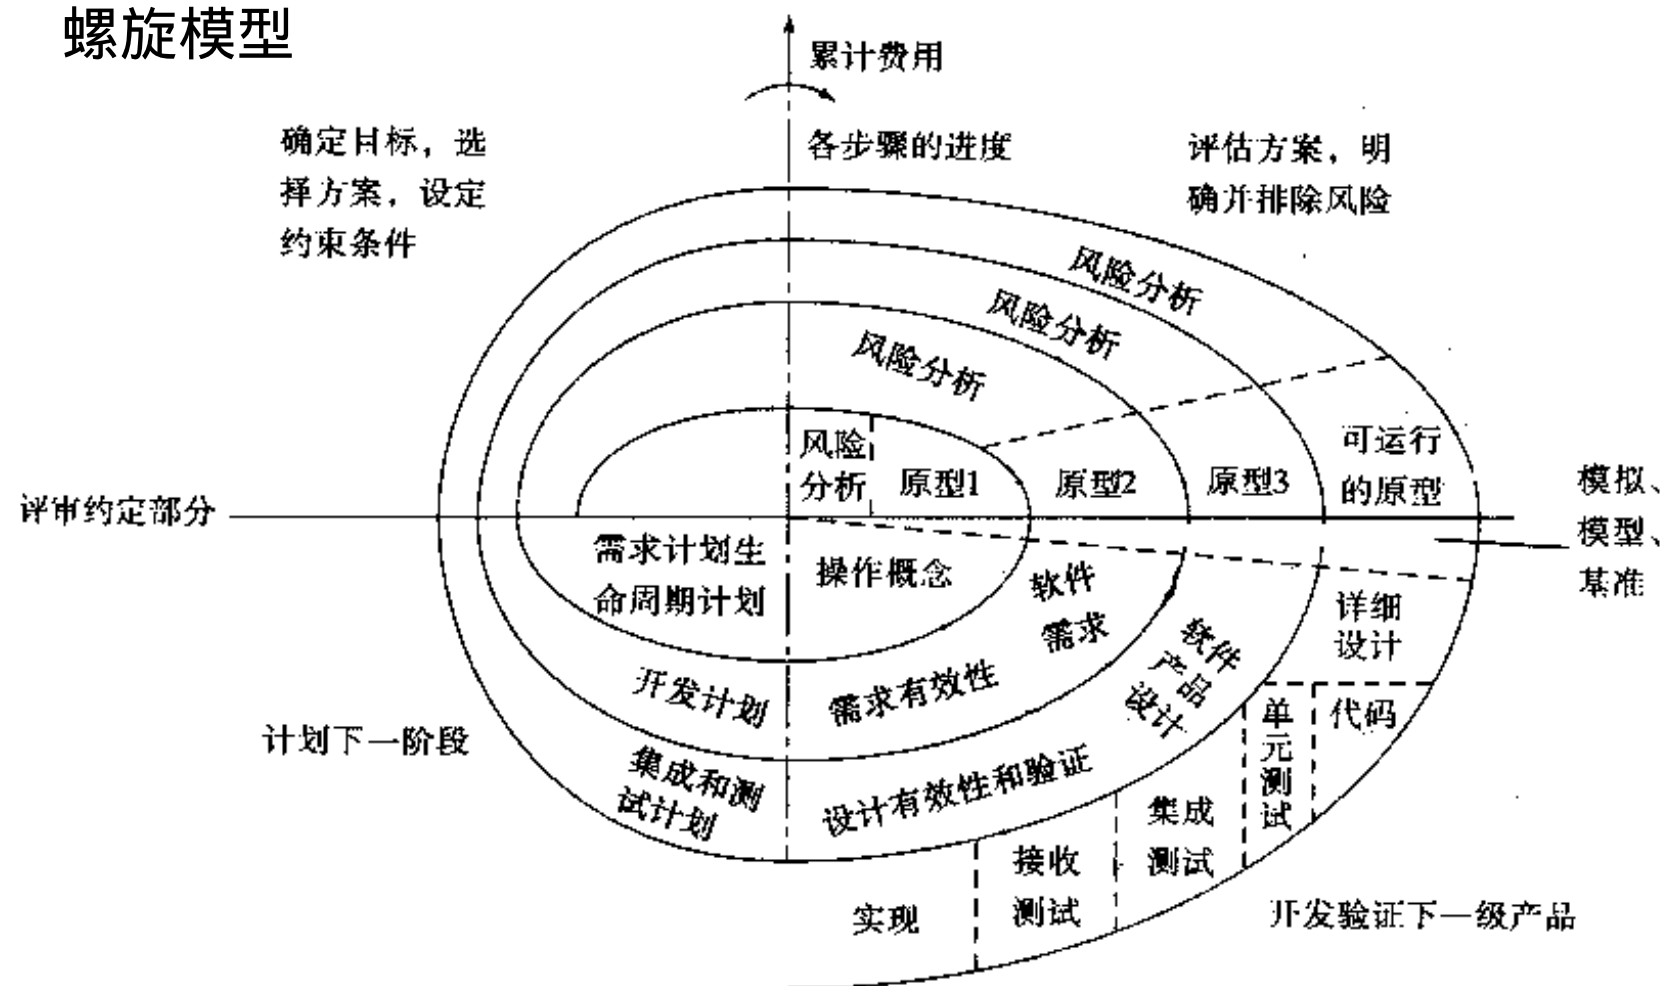 螺旋模型
累计费用
各步骤的进度
确定目标，选
择方案，设定
约束条件
评估方案，明
确并排除风险
风险分析
风险分析
风险分析
风险
分析
原型1
原型2
原型3
可运行
的原型
评审约定部分
模拟、
模型、
基准
需求计划生
命周期计划
操作概念
软件
需求
软件
产品
设计
详细
设计
开发计划
需求有效性
单元测试
代码
计划下一阶段
集成和测
试计划
设计有效性和验证
集成
测试
接收
测试
实现
开发验证下一级产品